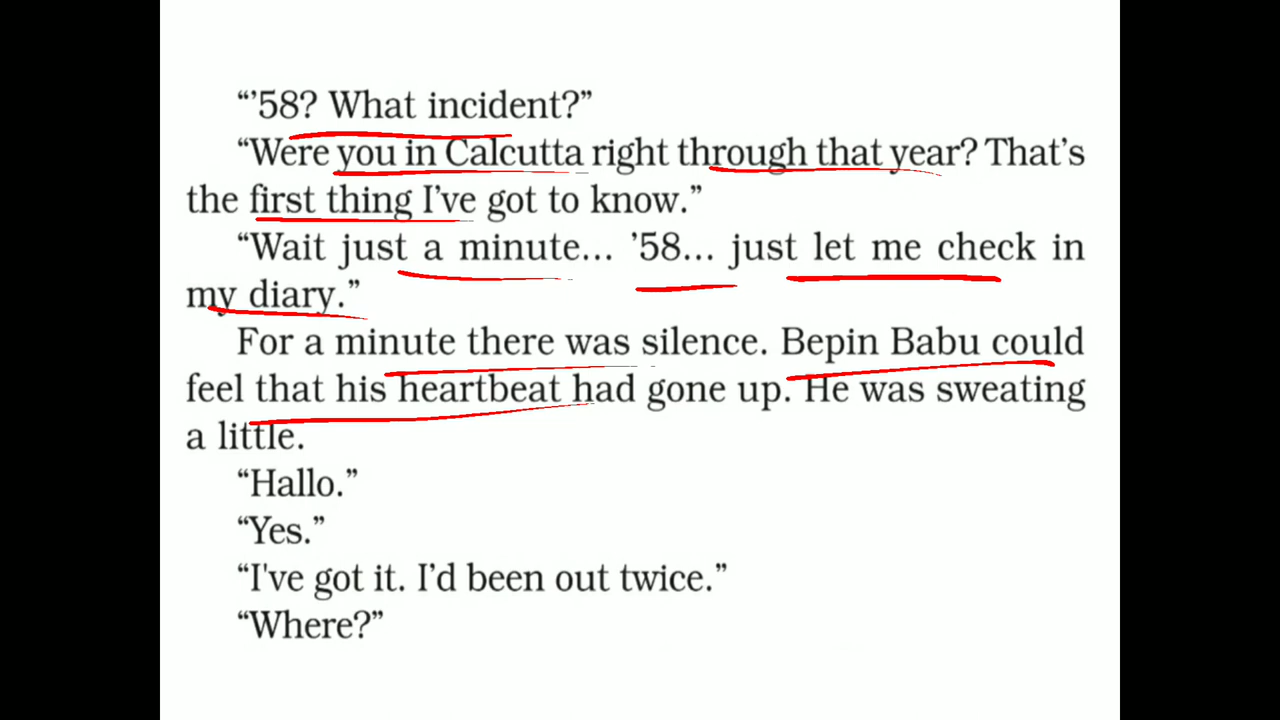 “’58? What incident?”
“Were you in Calcutta right through that year? That’s
the first thing I’ve got to know.”
“Wait just a minute... ’58... just let me check in
my diary.”
For a minute there was silence. Bepin Babu could
feel that his heartbeat had gone up. He was sweating
a little.
“Hallo.”
“Yes.”
“I've got it. I’d been out twice.”
“Where?”